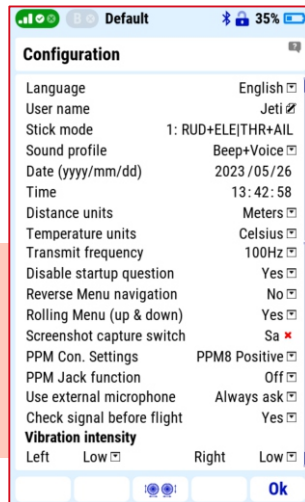 B Default 35%
Configuration
Language English
User name Jeti
Stick mode 1: RUD+ELE|THR+AIL
Sound profile Beep+Voice
Date (yyyy/mm/dd) 2023/05/26
Time 13:42:58
Distance units Meters
Temperature units Celsius
Transmit frequency 100Hz
Disable startup question Yes
Reverse Menu navigation No
Rolling Menu (up & down) Yes
Screenshot capture switch Sa
PPM Con. Settings PPM8 Positive
PPM Jack function Off
Use external microphone Always ask
Check signal before flight Yes
Vibration intensity
Left Low Right Low
Ok